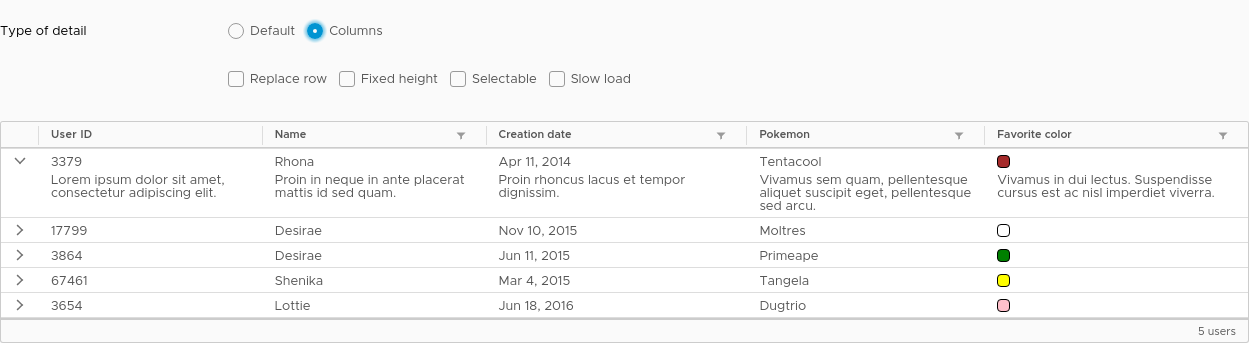 Type of detail Default Columns
Replace row Fixed height Selectable Slow load
User ID Name Creation date Pokemon Favorite color
3379 Rhona Apr 11, 2014 Tentacool
Lorem ipsum dolor sit amet, Proin in neque in ante placerat Proin rhoncus lacus et tempor Vivamus sem quam, pellentesque Vivamus in dui lectus. Suspendisse
consectetur adipiscing elit. mattis id sed quam. dignissim. aliquet suscipit eget, pellentesque cursus est ac nisl imperdiet viverra.
sed arcu.
17799 Desirae Nov 10, 2015 Moltres
3864 Desirae Jun 11, 2015 Primeape
67461 Shenika Mar 4, 2015 Tangela
3654 Lottie Jun 18, 2016 Dugtrio
5 users